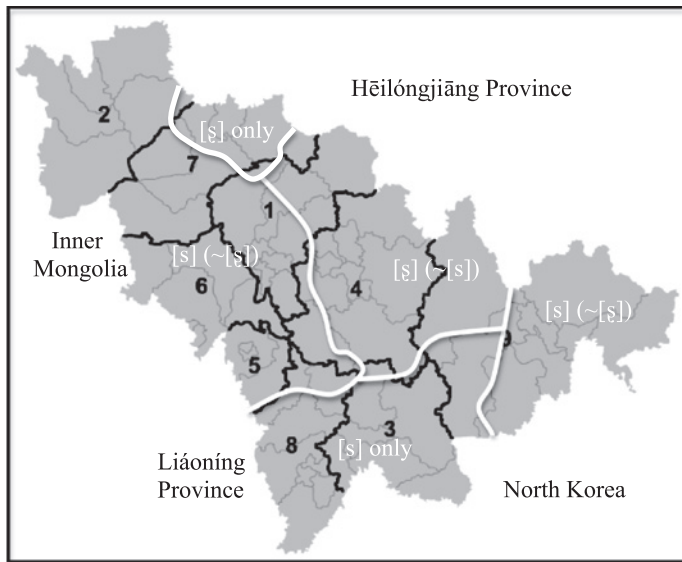 Hēilóngjiāng Province
2
[ʂ] only
7
1
Inner
Mongolia
[s] (~[ʂ])
[ʂ] (~[s])
4
6
[s] (~[ʂ])
9
5
8
3
[s] only
Liáoníng
Province
North Korea